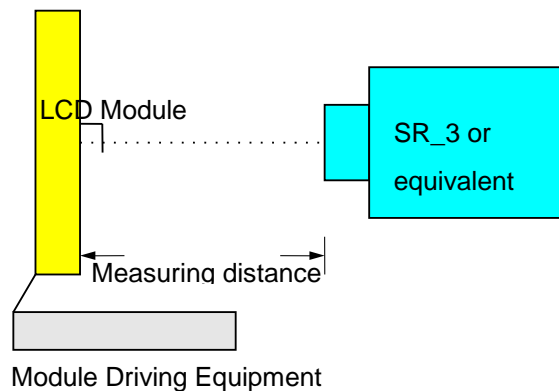 LCD Module
SR_3 or
equivalent
Measuring distance
Module Driving Equipment